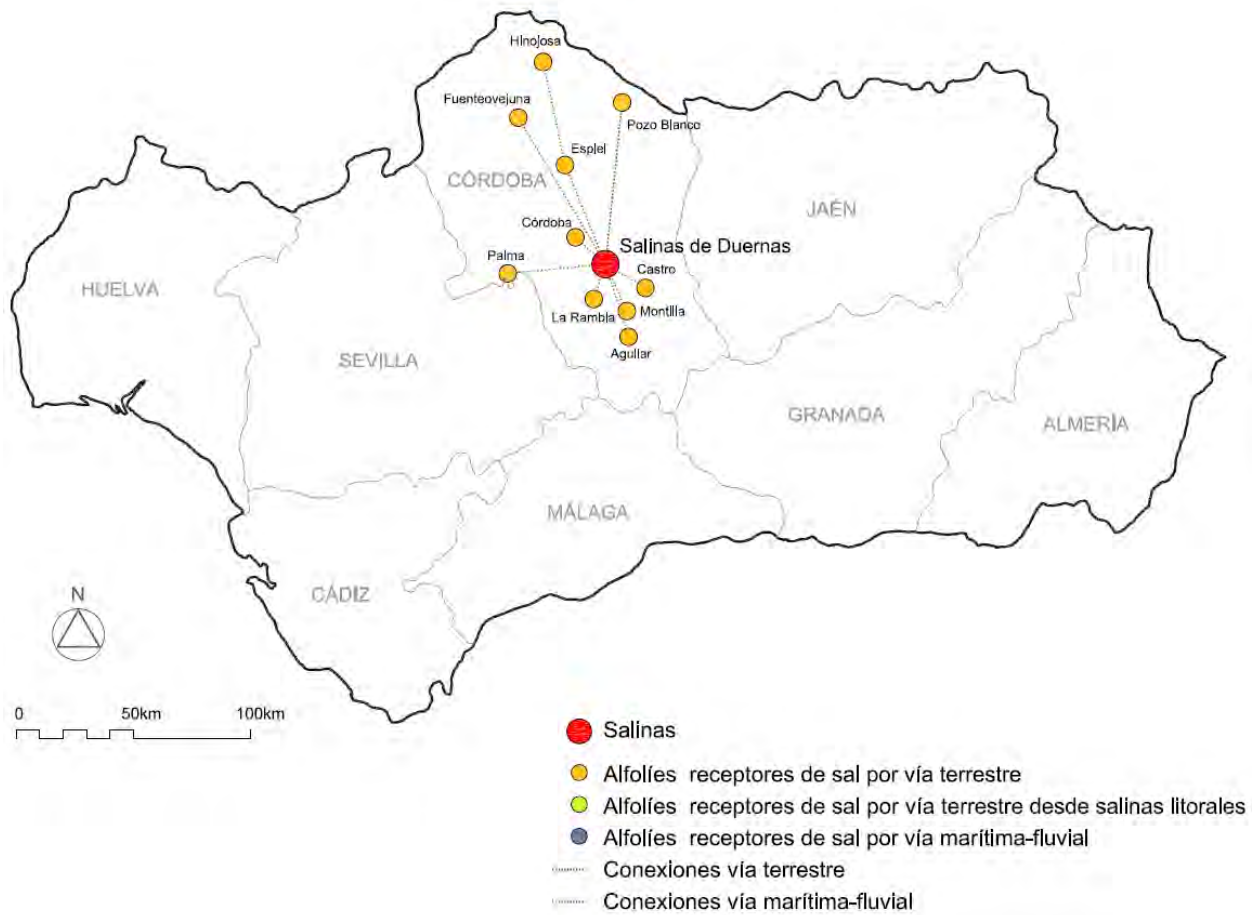 Hinojosa
Fuenteovejuna
Pozo Blanco
Espiel
CÓRDOBA
JAÉN
Córdoba
Salinas de Duernas
Palma
Castro
HUELVA
La Rambla
Montilla
Aguilar
SEVILLA
GRANADA
ALMERÍA
MÁLAGA
CÁDIZ
N
0 50km 100km
Salinas
Alfolíes receptores de sal por vía terrestre
Alfolíes receptores de sal por vía terrestre desde salinas litorales
Alfolíes receptores de sal por vía marítima-fluvial
Conexiones vía terrestre
Conexiones vía marítima-fluvial